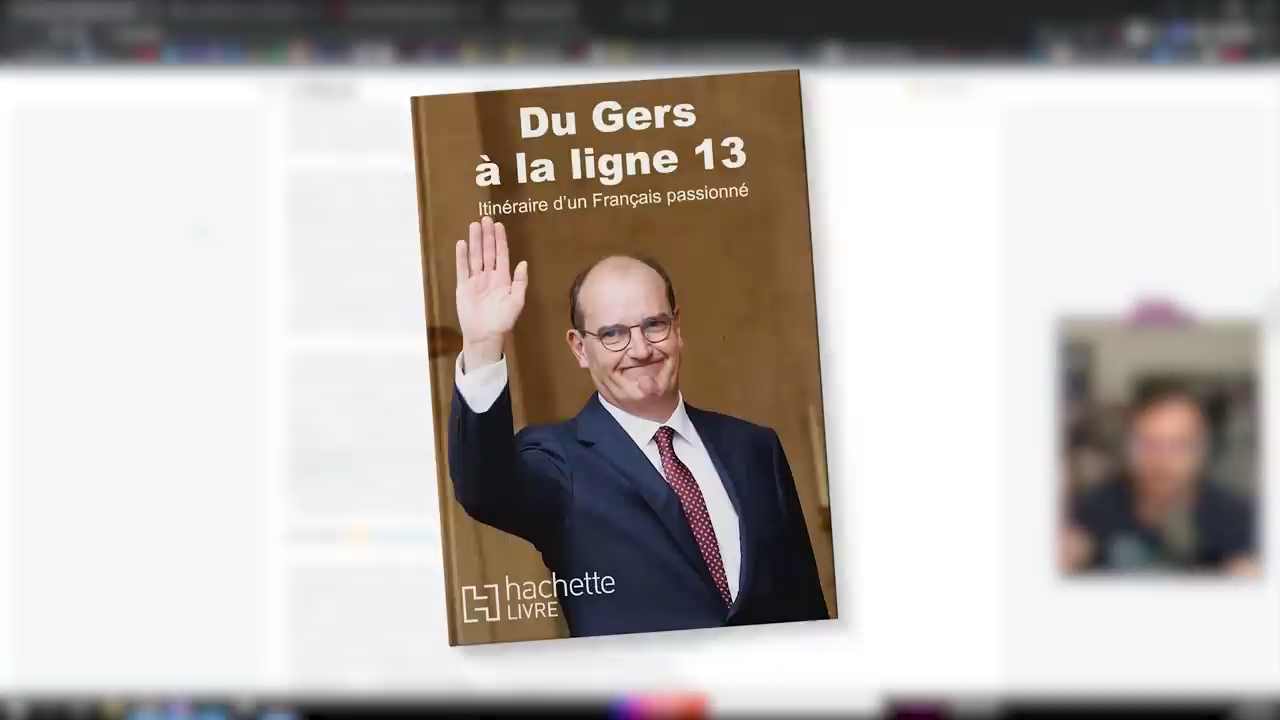 Du Gers
à la ligne 13
Itinéraire d'un Français passionné
hachette
LIVRE